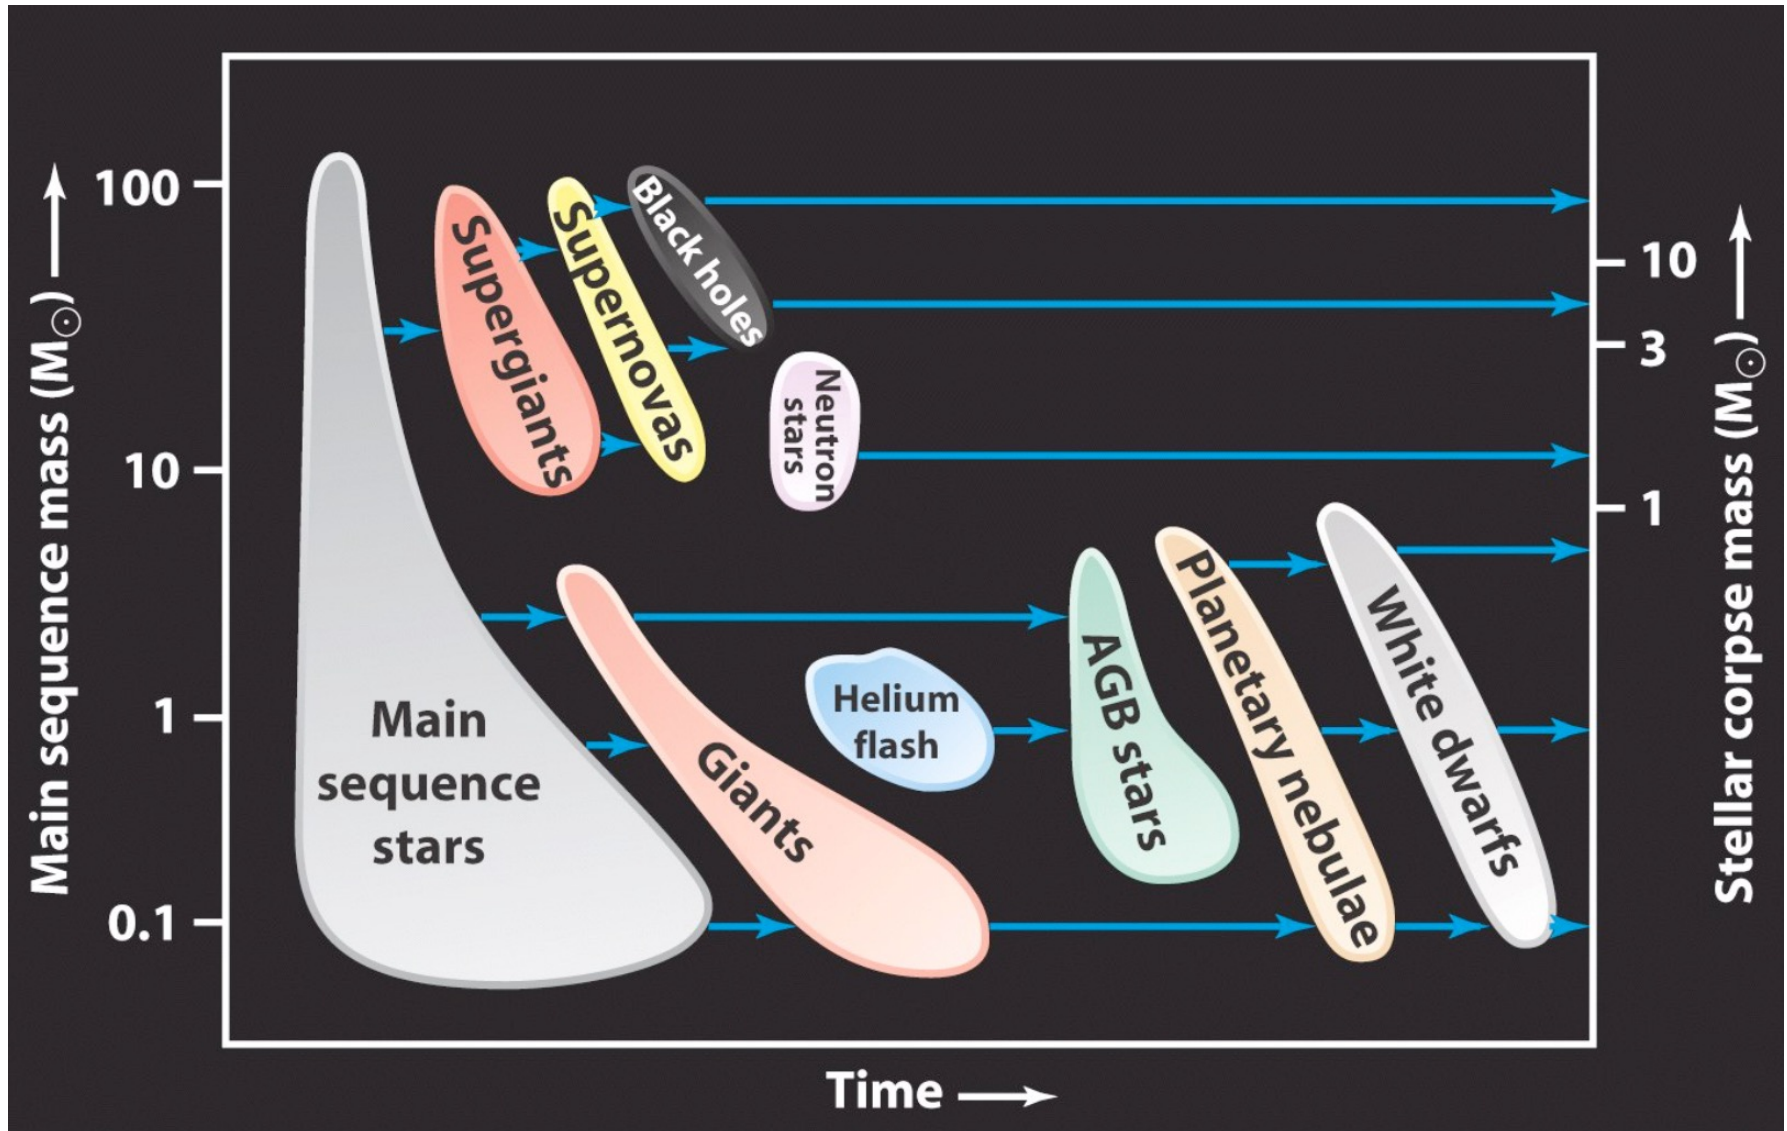 Main sequence mass (M☉) →
100
10
1
0.1
Main
sequence
stars
Supergiants
Supernovas
Black holes
Neutron
stars
Giants
Helium
flash
AGB stars
Planetary nebulae
White dwarfs
10
3
1
Stellar corpse mass (M☉) →
Time →